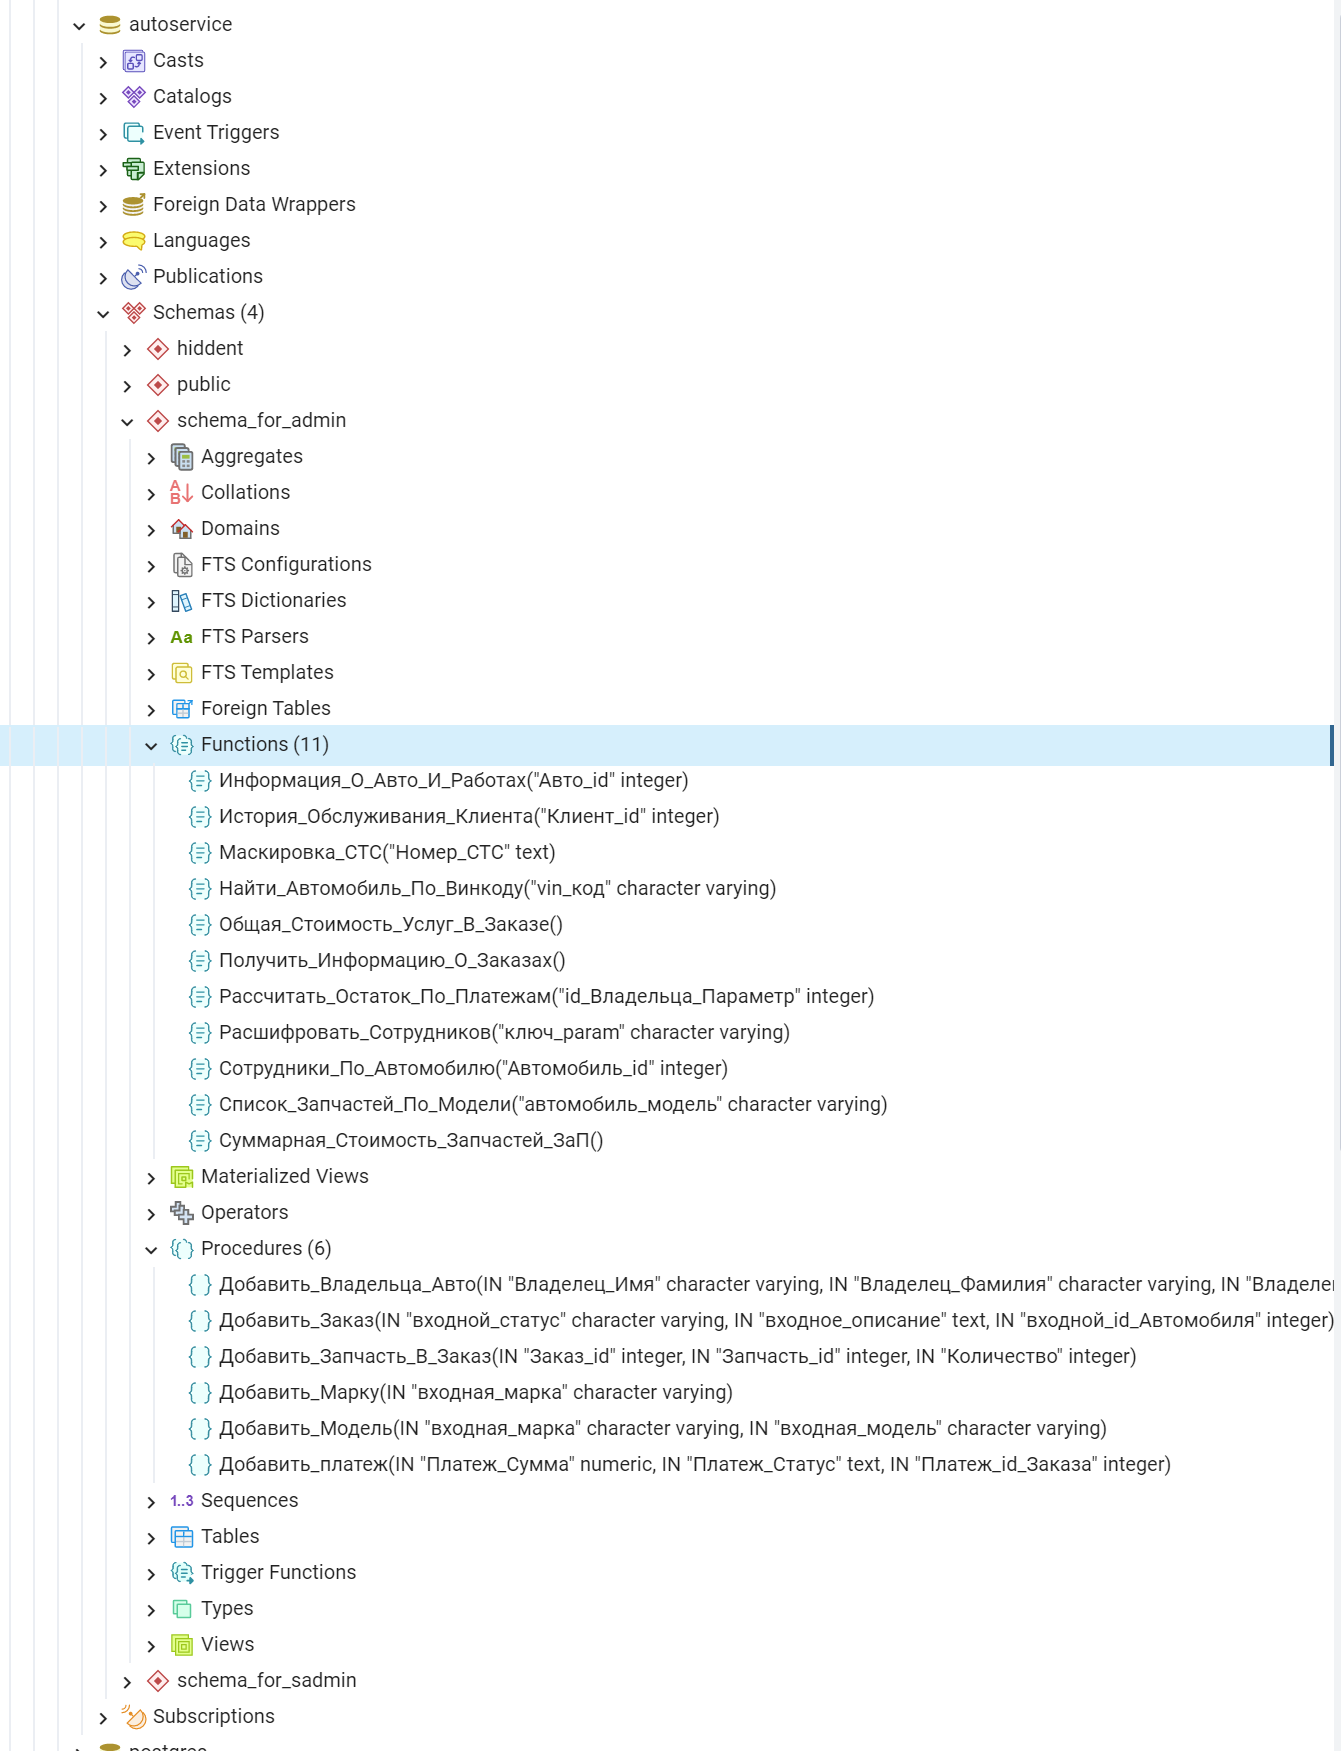 autoservice
Casts
Catalogs
Event Triggers
Extensions
Foreign Data Wrappers
Languages
Publications
Schemas (4)
hiddent
public
schema_for_admin
Aggregates
A
B
Collations
Domains
FTS Configurations
FTS Dictionaries
Aa FTS Parsers
FTS Templates
Foreign Tables
Functions (11)
Информация_О_Авто_И_Работах("Авто_id" integer)
История_Обслуживания_Клиента("Клиент_id" integer)
Маскировка_СТС("Номер_СТС" text)
Найти_Автомобиль_По_Винкоду("vin_код" character varying)
Общая_Стоимость_Услуг_В_Заказе()
Получить_Информацию_О_Заказах()
Рассчитать_Остаток_По_Платежам("id_Владельца_Параметр" integer)
Расшифровать_Сотрудников("ключ_param" character varying)
Сотрудники_По_Автомобилю("Автомобиль_id" integer)
Список_Запчастей_По_Модели("автомобиль_модель" character varying)
Суммарная_Стоимость_Запчастей_ЗаП()
Materialized Views
Operators
Procedures (6)
Добавить_Владельца_Авто(IN "Владелец_Имя" character varying, IN "Владелец_Фамилия" character varying, IN
Добавить_Заказ(IN "входной_статус" character varying, IN "входное_описание" text, IN "входной_id_Автомобиля" integer)
Добавить_Запчасть_В_Заказ(IN "Заказ_id" integer, IN "Запчасть_id" integer, IN "Количество" integer)
Добавить_Марку(IN "входная_марка" character varying)
Добавить_Модель(IN "входная_марка" character varying, IN "входная_модель" character varying)
Добавить_платеж(IN "Платеж_Сумма" numeric, IN "Платеж_Статус" text, IN "Платеж_id_Заказа" integer)
1..3 Sequences
Tables
Trigger Functions
Types
Views
schema_for_sadmin
Subscriptions